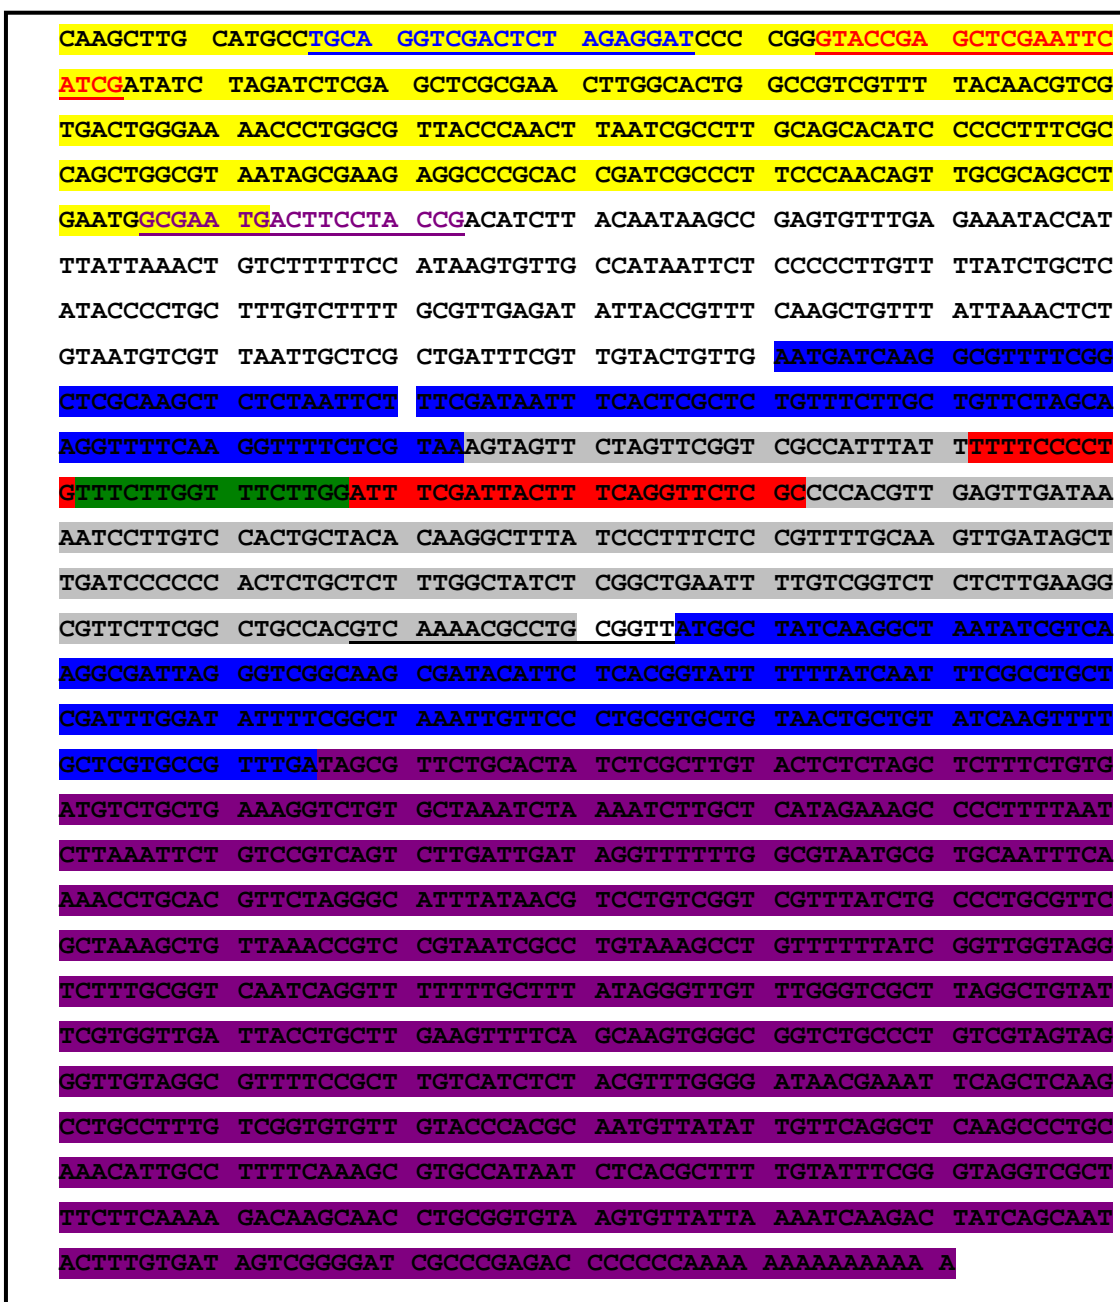 CAAGCTTG CATGCCTGCA GGTCGACTCT AGAGGATCCC CGGGTACCGA GCTCGAATTC
ATCGATATC TAGATCTCGA GCTCGCGAA CTTGGCACTG GCCGTCGTTT TACAACGTCG
TGACTGGGAA AACCCTGGCG TTACCCAACT TAATCGCCTT GCAGCACATC CCCCTTTCGC
CAGCTGGCGT AATAGCGAAG AGGCCCGCAC CGATCGCCCT TCCCAACAGT TGCGCAGCCT
GAATGGCGAA TGACTTCCTA CCGACATCTT ACAATAAGCC GAGTGTTTGA GAAATACCAT
TTATTAAACT GTCTTTTTCC ATAAGTGTTG CCATAATTCT CCCCCTTGTT TTATCTGCTC
ATACCCCTGC TTTGTCTTTT GCGTTGAGAT ATTACCGTTT CAAGCTGTTT ATTAAACTCT
GTAATGTCGT TAATTGCTCG CTGATTTCGT TGTACTGTTG AATGATCAAG GCGTTTTCGG
CTCGCAAGCT CTCTAATTCT TTCGATAATT TCACTCGCTC TGTTTCTTGC TGTTCTAGCA
AGGTTTTCAA GGTTTTCTCG TAAAGTAGTT CTAGTTCGGT CGCCATTTAT TTTTTCCCCT
GTTTCTTGGT TTCTTGGATT TCGATTACTT TCAGGTTCTC GCCCCACGTT GAGTTGATAA
AATCCTTGTC CACTGCTACA CAAGGCTTTA TCCCTTTCTC CGTTTTGCAA GTTGATAGCT
TGATCCCCCC ACTCTGCTCT TTGGCTATCT CGGCTGAATT TTGTCGGTCT CTCTTGAAGG
CGTTCTTCGC CTGCCACGTC AAAACGCCTG CGGTTATGGC TATCAAGGCT AATATCGTCA
AGGCGATTAG GGTCGGCAAG CGATACATTC TCACGGTATT TTTTATCAAT TTCGCCTGCT
CGATTTGGAT ATTTTCGGCT AAATTGTTCC CTGCGTGCTG TAACTGCTGT ATCAAGTTTT
GCTCGTGCCG TTTGATAGCG TTCTGCACTA TCTCGCTTGT ACTCTCTAGC TCTTTCTGTG
ATGTCTGCTG AAAGGTCTGT GCTAAATCTA AAATCTTGCT CATAGAAAGC CCCTTTTAAT
CTTAAATTCT GTCCGTCAGT CTTGATTGAT AGGTTTTTTG GCGTAATGCG TGCAATTTCA
AAACCTGCAC GTTCTAGGGC ATTTATAACG TCCTGTCGGT CGTTTATCTG CCCTGCGTTC
GCTAAAGCTG TTAAACCGTC CGTAATCGCC TGTAAAGCCT GTTTTTTATC GGTTGGTAGG
TCTTTGCGGT CAATCAGGTT TTTTTGCTTT ATAGGGTTGT TTGGGTCGCT TAGGCTGTAT
TCGTGGTTGA TTACCTGCTT GAAGTTTTCA GCAAGTGGGC GGTCTGCCCT GTCGTAGTAG
GGTTGTAGGC GTTTTCCGCT TGTCATCTCT ACGTTTGGGG ATAACGAAAT TCAGCTCAAG
CCTGCCTTTG TCGGTGTGTT GTACCCACGC AATGTTATAT TGTTCAGGCT CAAGCCCTGC
AAACATTGCC TTTTCAAAGC GTGCCATAAT CTCACGCTTT TGTATTTCGG GTAGGTCGCT
TTCTTCAAAA GACAAGCAAC CTGCGGTGTA AGTGTTATTA AAATCAAGAC TATCAGCAAT
ACTTTGTGAT AGTCGGGGAT CGCCCGAGAC CCCCCCAAAA AAAAAAAAAA A